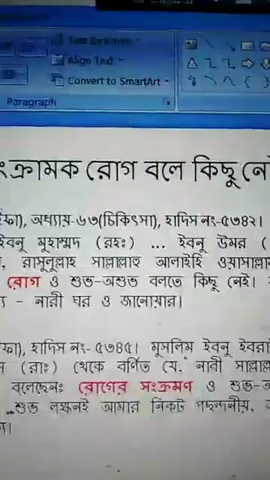 Text Direction
Align Text
Convert to SmartArt
Paragraph
ংক্রামক রোগ বলে কিছু নেই
ইফা), অধ্যায়-৬৩(চিকিৎসা), হাদিস নং-৫৩৪২।
ইবনু মুহাম্মদ (রহঃ) ... ইবনু উমর (
, রাসুলুল্লাহ সাল্লাল্লাহু আলাইহি ওয়াসাল্লা
রোগ ও শুভ-অশুভ বলতে কিছু নেই।
– নারী ঘর ও জানোয়ার।
ইফা), হাদিস নং- ৫৩৪৫। মুসলিম ইবনু ইবরা
(রাঃ) থেকে বর্ণিত যে, নাবী সাল্লাল্ল
বলেছেনঃ রোগের সংক্রমণ ও শুভ-অ
শুভ লক্ষনই আমার নিকট পছন্দনীয়,